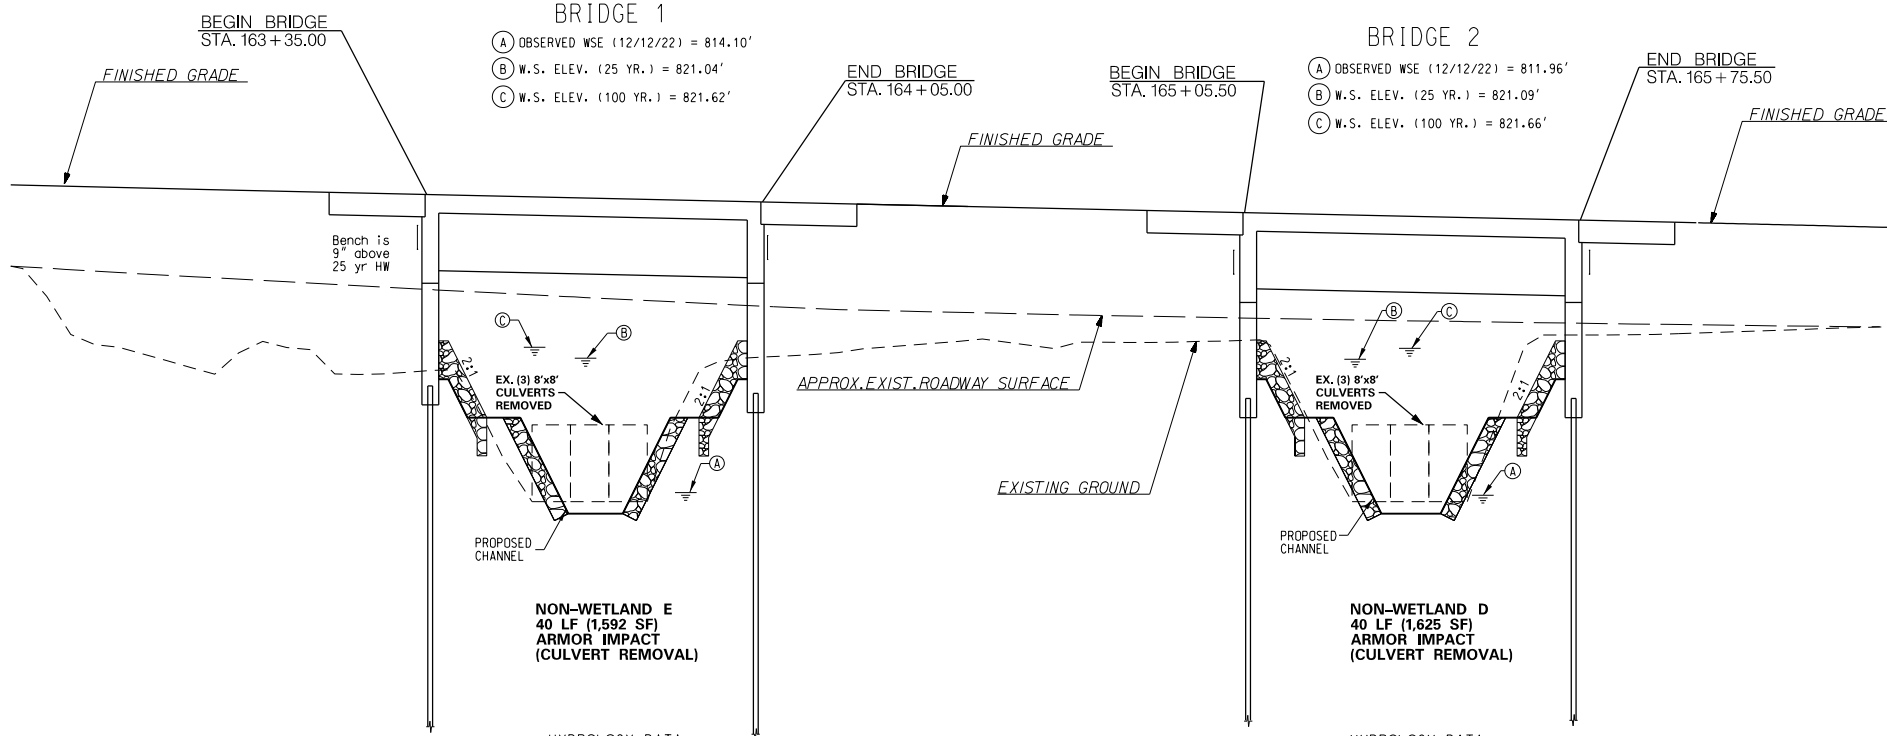 BRIDGE 1
BEGIN BRIDGE
STA. 163+35.00
FINISHED GRADE
A OBSERVED WSE (12/12/22) = 814.10'
B W.S. ELEV. (25 YR.) = 821.04'
C W.S. ELEV. (100 YR.) = 821.62'
END BRIDGE
STA. 164+05.00
FINISHED GRADE
BEGIN BRIDGE
STA. 165+05.50
BRIDGE 2
A OBSERVED WSE (12/12/22) = 811.96'
B W.S. ELEV. (25 YR.) = 821.09'
C W.S. ELEV. (100 YR.) = 821.66'
END BRIDGE
STA. 165+75.50
FINISHED GRADE
Bench is
9" above
25 yr HW
C
B
2:1
EX. (3) 8'x8'
CULVERTS
REMOVED
2:1
A
PROPOSED
CHANNEL
APPROX.EXIST.ROADWAY SURFACE
EXISTING GROUND
B
C
2:1
EX. (3) 8'x8'
CULVERTS
REMOVED
2:1
A
PROPOSED
CHANNEL
NON-WETLAND E
40 LF (1,592 SF)
ARMOR IMPACT
(CULVERT REMOVAL)
NON-WETLAND D
40 LF (1,625 SF)
ARMOR IMPACT
(CULVERT REMOVAL)